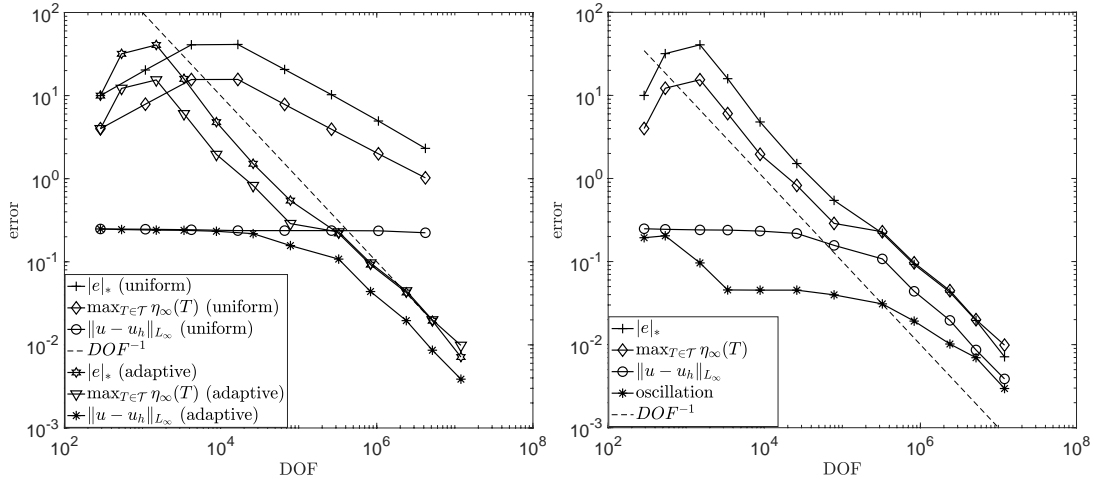 10^2
10^1
10^0
10^-1
10^-2
10^-3
error
|e|_* (uniform)
max_{T∈𝒯} η_∞(T) (uniform)
‖u − u_h‖_{L_∞} (uniform)
DOF^{-1}
|e|_* (adaptive)
max_{T∈𝒯} η_∞(T) (adaptive)
‖u − u_h‖_{L_∞} (adaptive)
10^2 10^4 10^6 10^8
DOF
10^2
10^1
10^0
10^-1
10^-2
10^-3
error
|e|_*
max_{T∈𝒯} η_∞(T)
‖u − u_h‖_{L_∞}
oscillation
DOF^{-1}
10^2 10^4 10^6 10^8
DOF